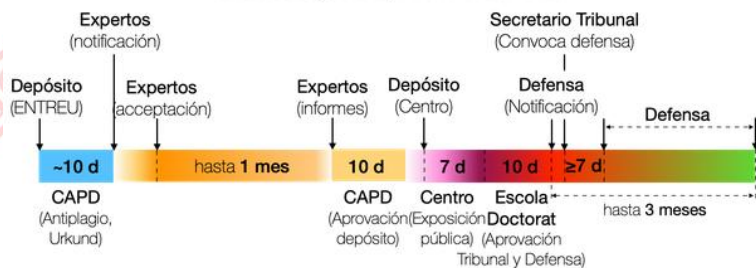 Expertos
(notificación)
Secretario Tribunal
(Convoca defensa)
Depósito
(ENTREU)
Expertos
(acceptación)
Expertos
(informes)
Depósito
(Centro)
Defensa
(Notificación)
Defensa
~10 d
hasta 1 mes
10 d
7 d
10 d
≥7 d
CAPD
(Antiplagio,
Urkund)
CAPD
(Aprovación
depósito)
Centro
(Exposición
pública)
Escola
Doctorat
(Aprovación
Tribunal y Defensa)
hasta 3 meses